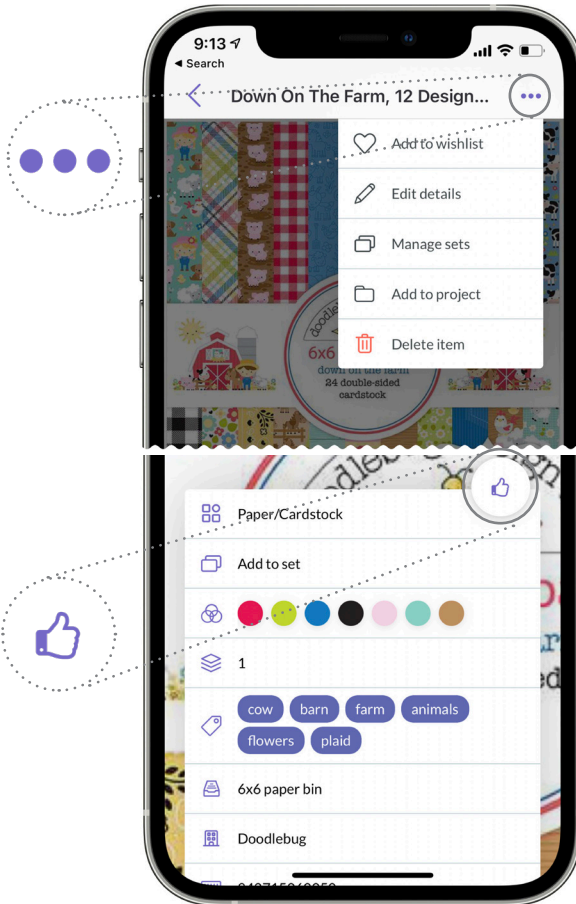 9:13
◀ Search
Down On The Farm, 12 Design...
Add to wishlist
Edit details
Manage sets
Add to project
Delete item
doodle
6x6
down on the farm
24 double-sided
cardstock
Paper/Cardstock
Add to set
1
cow barn farm animals
flowers plaid
6x6 paper bin
Doodlebug